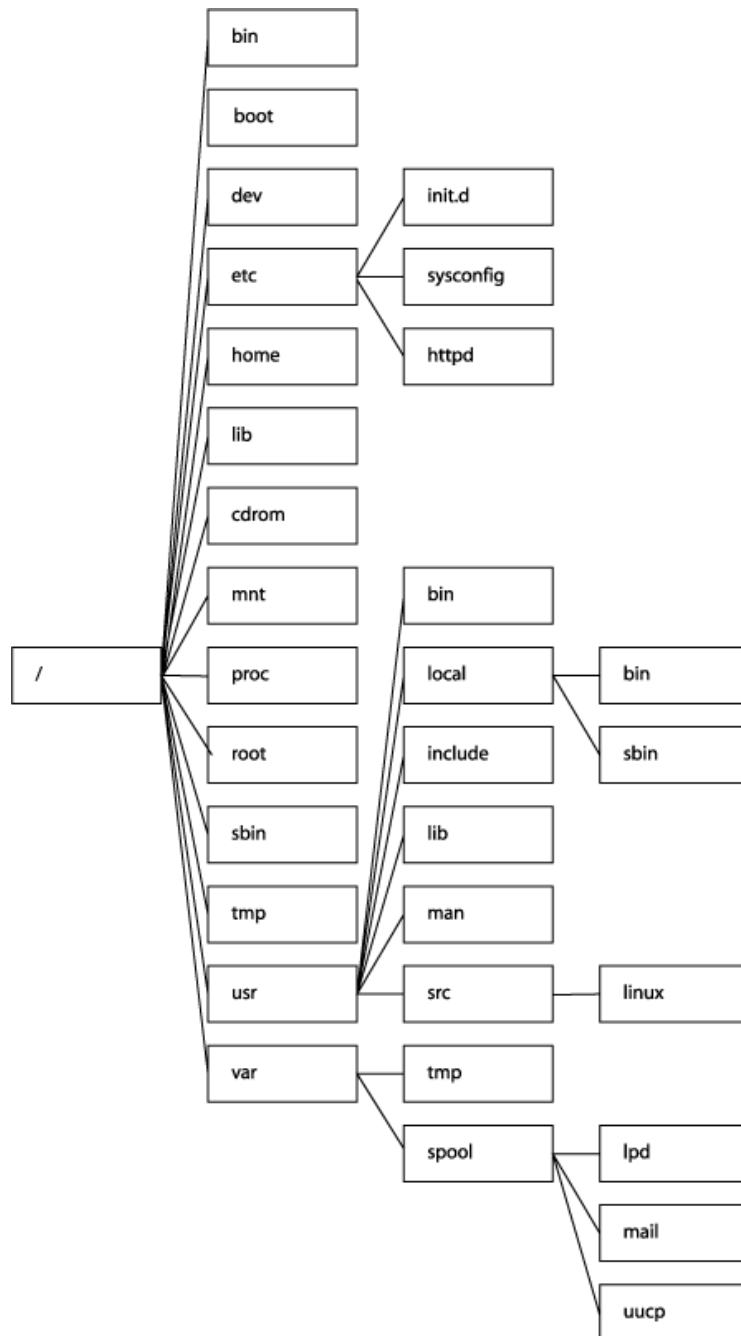 bin
boot
dev
init.d
etc
sysconfig
home
httpd
lib
cdrom
mnt
bin
/
proc
local
bin
root
include
sbin
sbin
lib
tmp
man
usr
src
linux
var
tmp
spool
lpd
mail
uucp